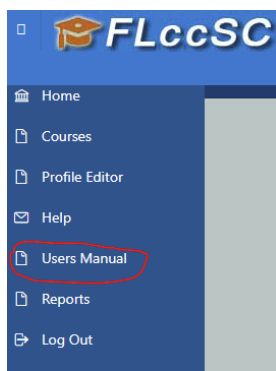 FLccSC
Home
Courses
Profile Editor
Help
Users Manual
Reports
Log Out